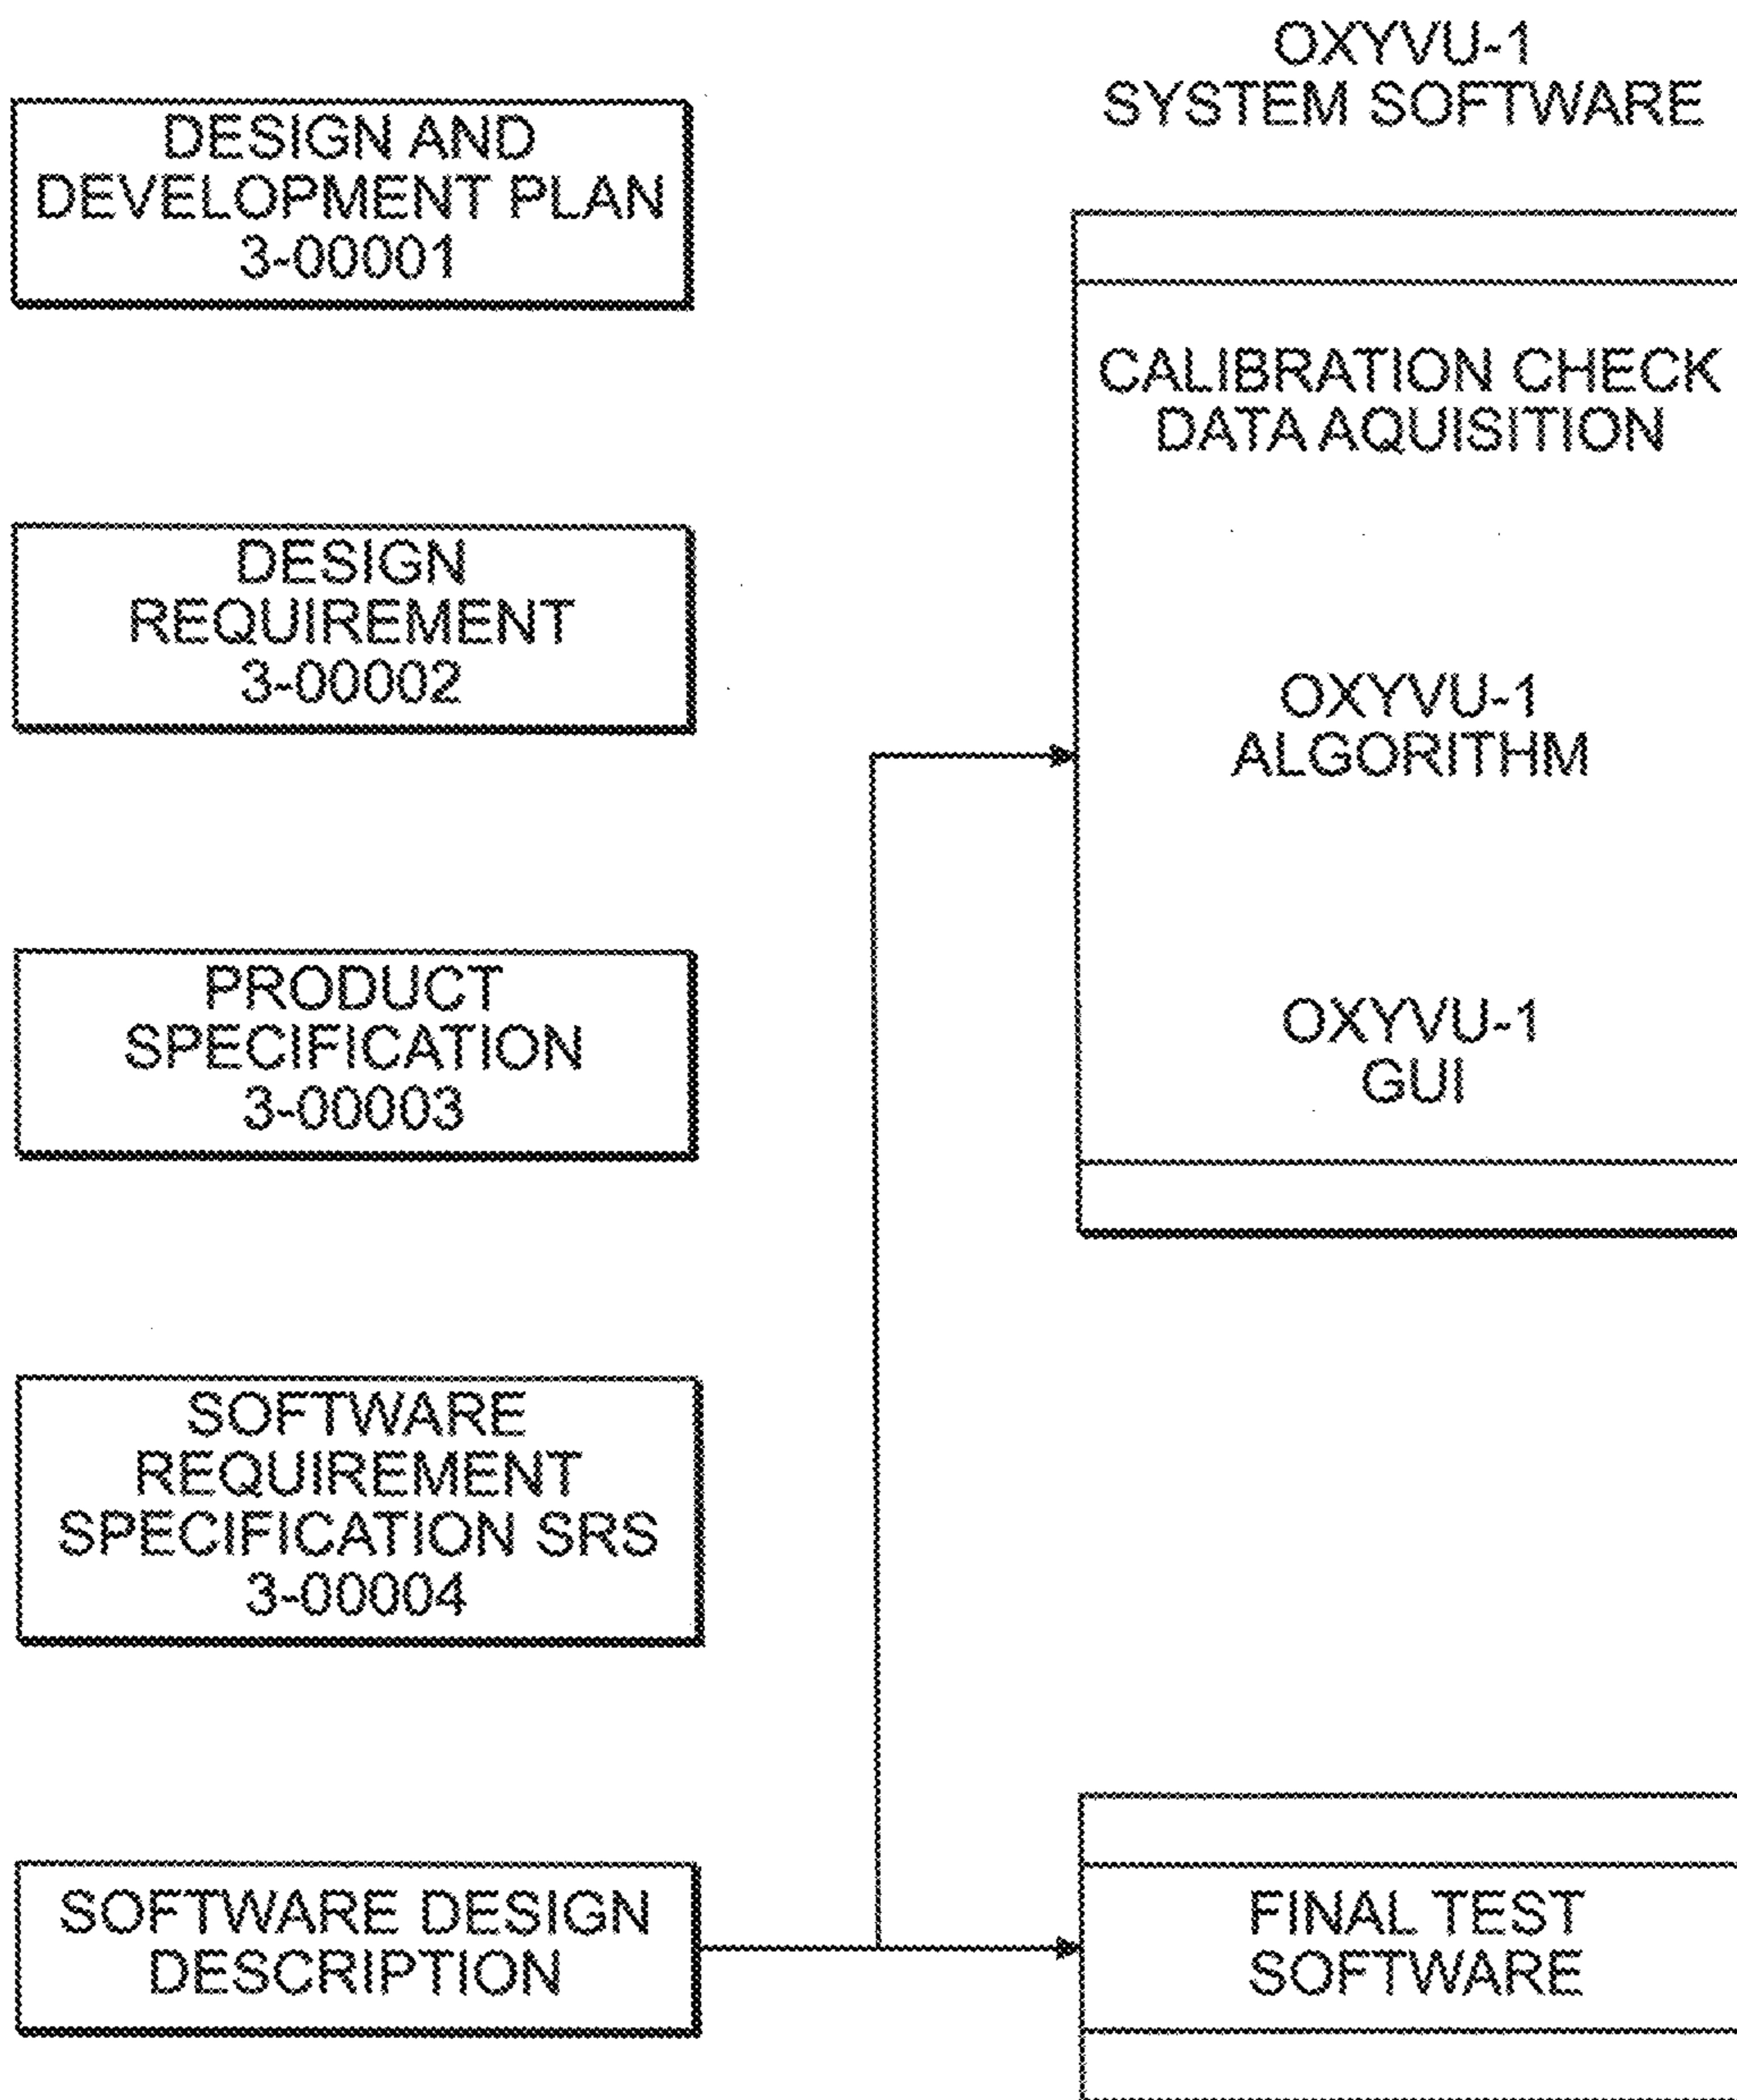 DESIGN AND
DEVELOPMENT PLAN
3-00001
DESIGN
REQUIREMENT
3-00002
PRODUCT
SPECIFICATION
3-00003
SOFTWARE
REQUIREMENT
SPECIFICATION SRS
3-00004
SOFTWARE DESIGN
DESCRIPTION
OXYVU-1
SYSTEM SOFTWARE
CALIBRATION CHECK
DATA AQUISITION
OXYVU-1
ALGORITHM
OXYVU-1
GUI
FINAL TEST
SOFTWARE